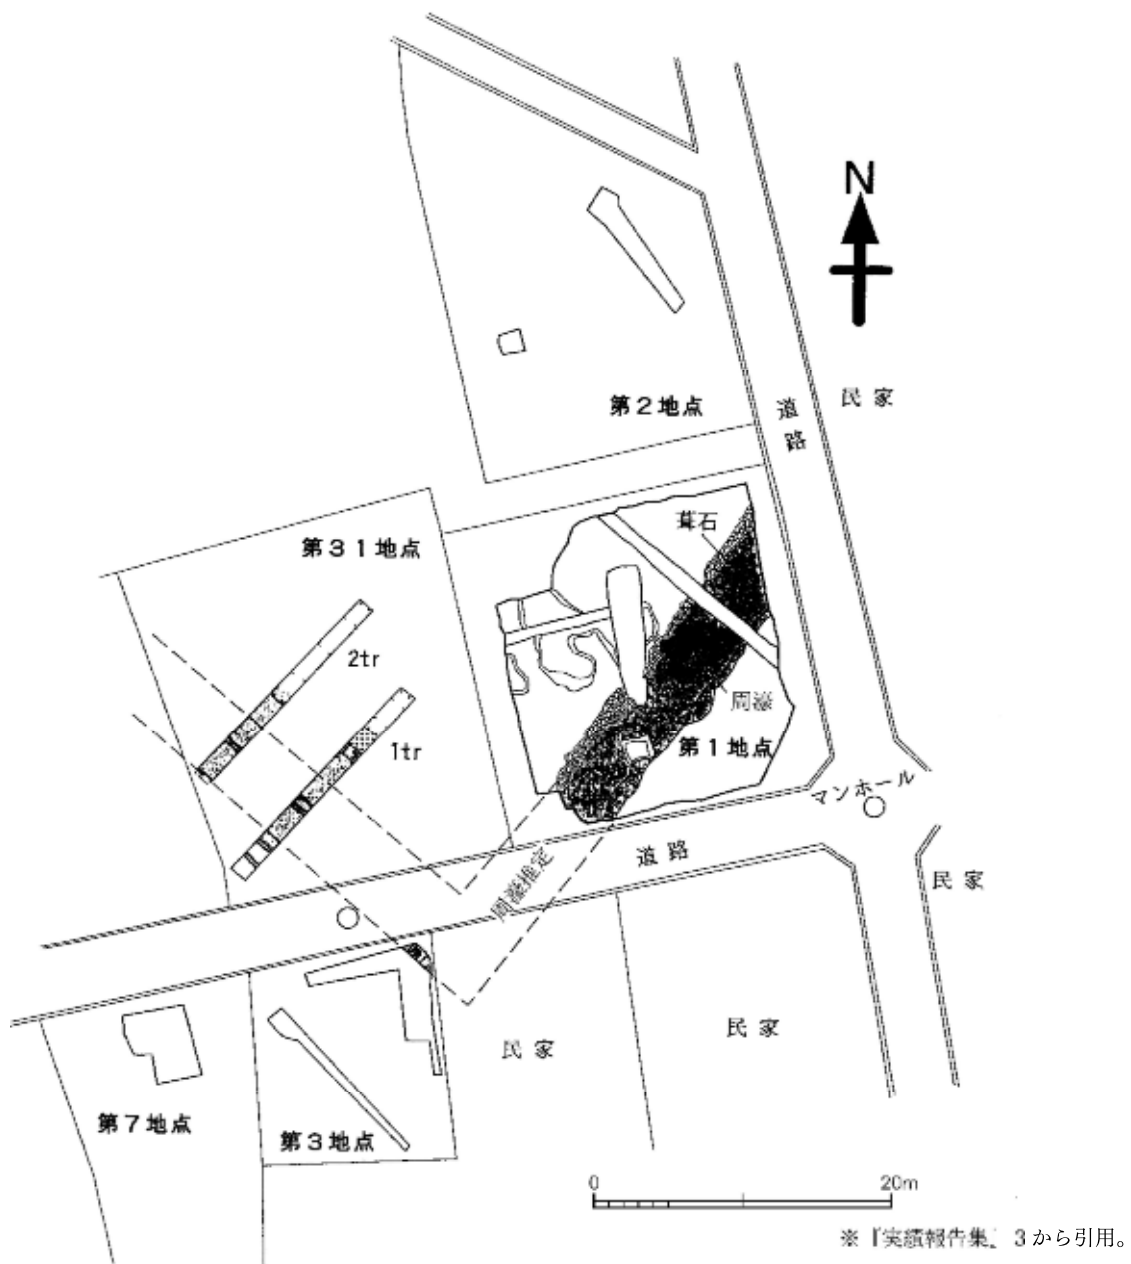 N
民家
道路
第2地点
葺石
第31地点
2tr
周濠
1tr
第1地点
マンホール
道路
周濠推定
民家
民家
民家
第7地点
第3地点
0 20m
※『実績報告集』3から引用。